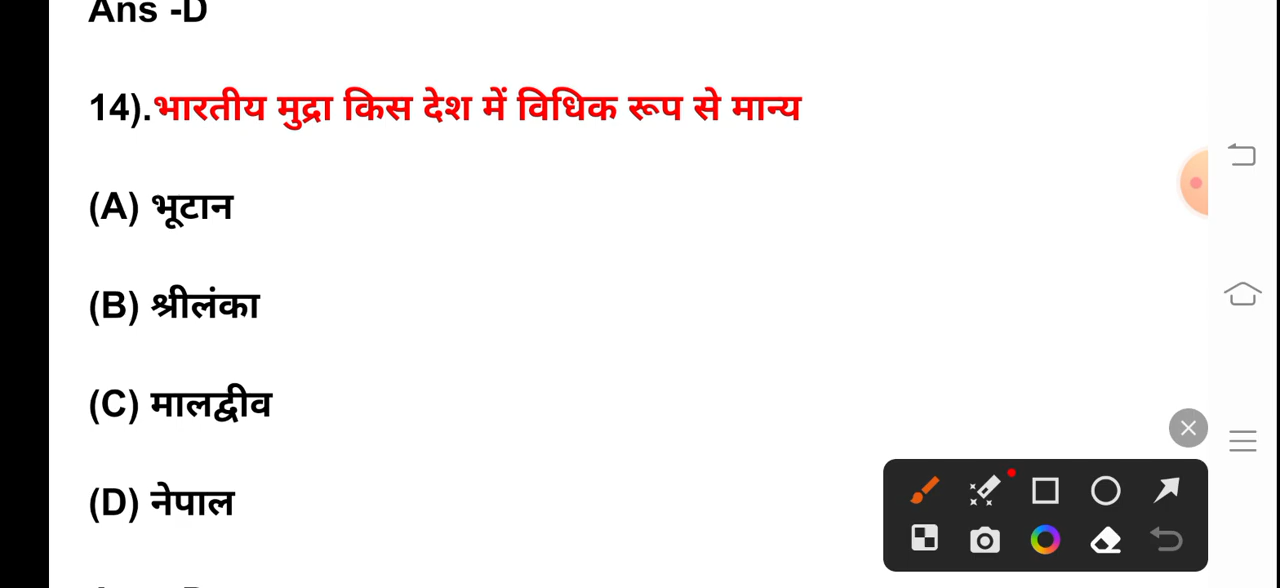 Ans -D
14).भारतीय मुद्रा किस देश में विधिक रूप से मान्य
(A) भूटान
(B) श्रीलंका
(C) मालद्वीव
(D) नेपाल